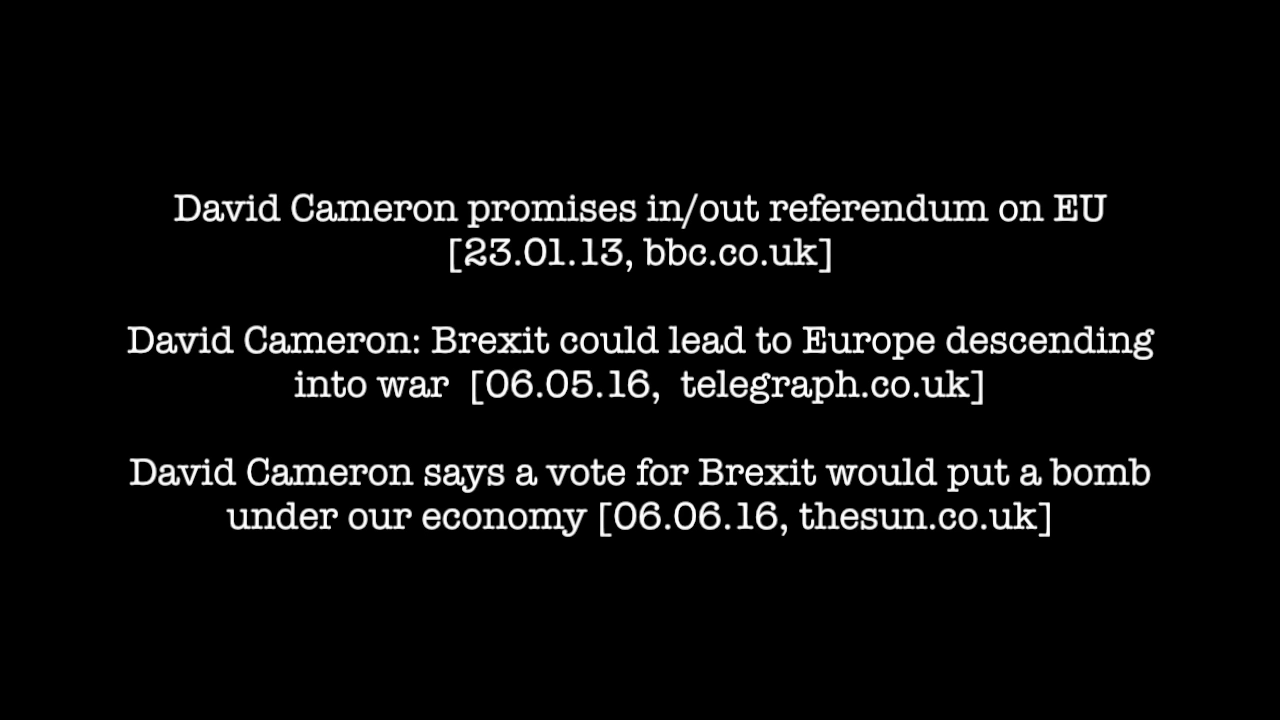 David Cameron promises in/out referendum on EU
[23.01.13, bbc.co.uk]
David Cameron: Brexit could lead to Europe descending
into war  [06.05.16,  telegraph.co.uk]
David Cameron says a vote for Brexit would put a bomb
under our economy [06.06.16, thesun.co.uk]